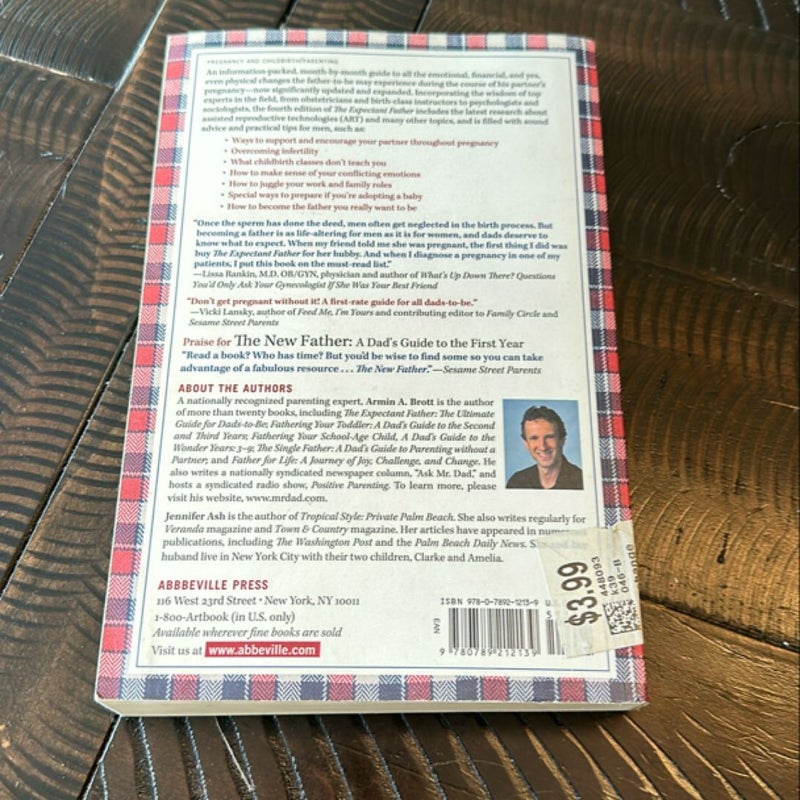 PREGNANCY AND CHILDBIRTH/PARENTING
An information-packed, month-by-month guide to all the emotional, financial, and yes,
even physical changes the father-to-be may experience during the course of his partner's
pregnancy—now significantly updated and expanded. Incorporating the wisdom of top
experts in the field, from obstetricians and birth-class instructors to psychologists and
sociologists, the fourth edition of The Expectant Father includes the latest research about
assisted reproductive technologies (ART) and many other topics, and is filled with sound
advice and practical tips for men, such as:
• Ways to support and encourage your partner throughout pregnancy
• Overcoming infertility
• What childbirth classes don't teach you
• How to make sense of your conflicting emotions
• How to juggle your work and family roles
• Special ways to prepare if you're adopting a baby
• How to become the father you really want to be
"Once the sperm has done the deed, men often get neglected in the birth process. But
becoming a father is as life-altering for men as it is for women, and dads deserve to
know what to expect. When my friend told me she was pregnant, the first thing I did was
buy The Expectant Father for her hubby. And when I diagnose a pregnancy in one of my
patients, I put this book on the must-read list."
—Lissa Rankin, M.D. OB/GYN, physician and author of What's Up Down There? Questions
You'd Only Ask Your Gynecologist If She Was Your Best Friend
"Don't get pregnant without it! A first-rate guide for all dads-to-be."
—Vicki Lansky, author of Feed Me, I'm Yours and contributing editor to Family Circle and
Sesame Street Parents
Praise for The New Father: A Dad's Guide to the First Year
"Read a book? Who has time? But you'd be wise to find some so you can take
advantage of a fabulous resource . . . The New Father."—Sesame Street Parents
ABOUT THE AUTHORS
A nationally recognized parenting expert, Armin A. Brott is the author
of more than twenty books, including The Expectant Father: The Ultimate
Guide for Dads-to-Be; Fathering Your Toddler: A Dad's Guide to the Second
and Third Years; Fathering Your School-Age Child, A Dad's Guide to the
Wonder Years: 3–9; The Single Father: A Dad's Guide to Parenting without a
Partner; and Father for Life: A Journey of Joy, Challenge, and Change. He
also writes a nationally syndicated newspaper column, "Ask Mr. Dad," and
hosts a syndicated radio show, Positive Parenting. To learn more, please
visit his website, www.mrdad.com.
Jennifer Ash is the author of Tropical Style: Private Palm Beach. She also writes regularly for
Veranda magazine and Town & Country magazine. Her articles have appeared in numerous
publications, including The Washington Post and the Palm Beach Daily News. She and her
huband live in New York City with their two children, Clarke and Amelia.
ABBBEVILLE PRESS
116 West 23rd Street • New York, NY 10011
1-800-Artbook (in U.S. only)
Available wherever fine books are sold
Visit us at www.abbeville.com
ISBN 978-0-7892-1213-9
EAN
9 780789 212139
$3.99
448093
k39
046-B